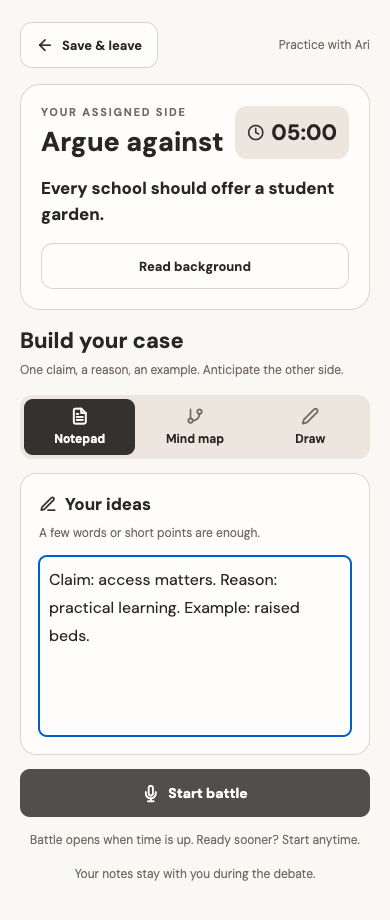 Save & leave
Practice with Ari
YOUR ASSIGNED SIDE
Argue against
05:00
Every school should offer a student
garden.
Read background
Build your case
One claim, a reason, an example. Anticipate the other side.
Notepad
Mind map
Draw
Your ideas
A few words or short points are enough.
Claim: access matters. Reason:
practical learning. Example: raised
beds.
Start battle
Battle opens when time is up. Ready sooner? Start anytime.
Your notes stay with you during the debate.